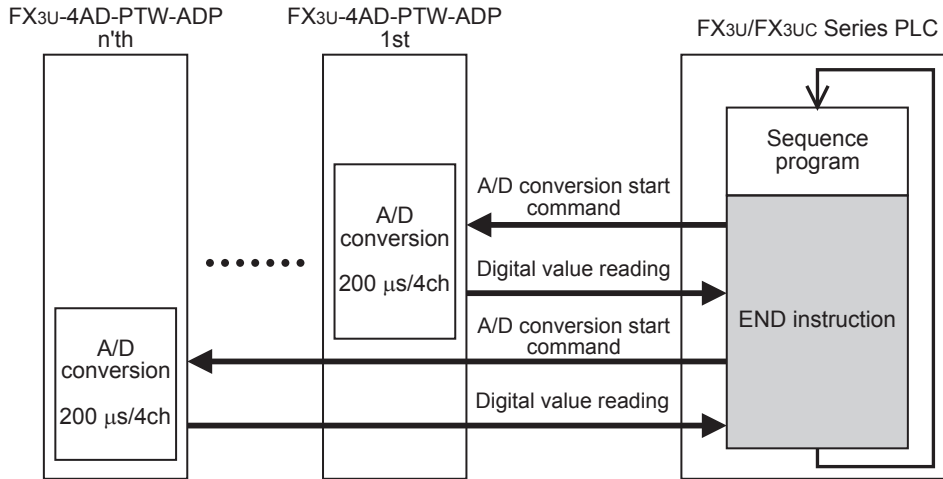 FX3U-4AD-PTW-ADP
n'th
FX3U-4AD-PTW-ADP
1st
FX3U/FX3UC Series PLC
Sequence
program
A/D conversion start
command
A/D
conversion
200 μs/4ch
Digital value reading
END instruction
A/D conversion start
command
A/D
conversion
200 μs/4ch
Digital value reading